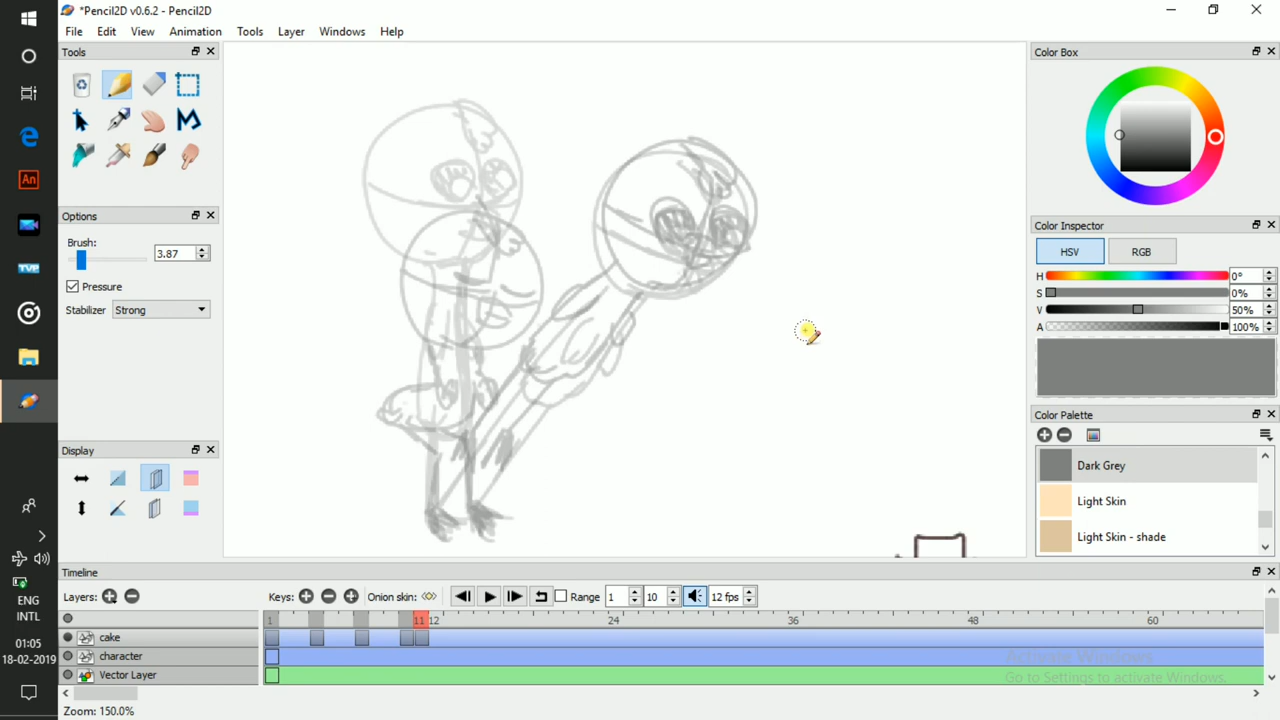 *Pencil2D v0.6.2 - Pencil2D
File Edit View Animation Tools Layer Windows Help
Tools
Color Box
Options
Brush:
3.87
Pressure
Stabilizer Strong
Color Inspector
HSV RGB
H 0°
S 0%
V 50%
A 100%
Display
Color Palette
Dark Grey
Light Skin
Light Skin - shade
An
TVP
Timeline
Layers: Keys: Onion skin: Range 1 10 12 fps
1 11 12 24 36 48 60
cake
character
Vector Layer
Activate Windows
Go to Settings to activate Windows.
Zoom: 150.0%
ENG
INTL
01:05
18-02-2019